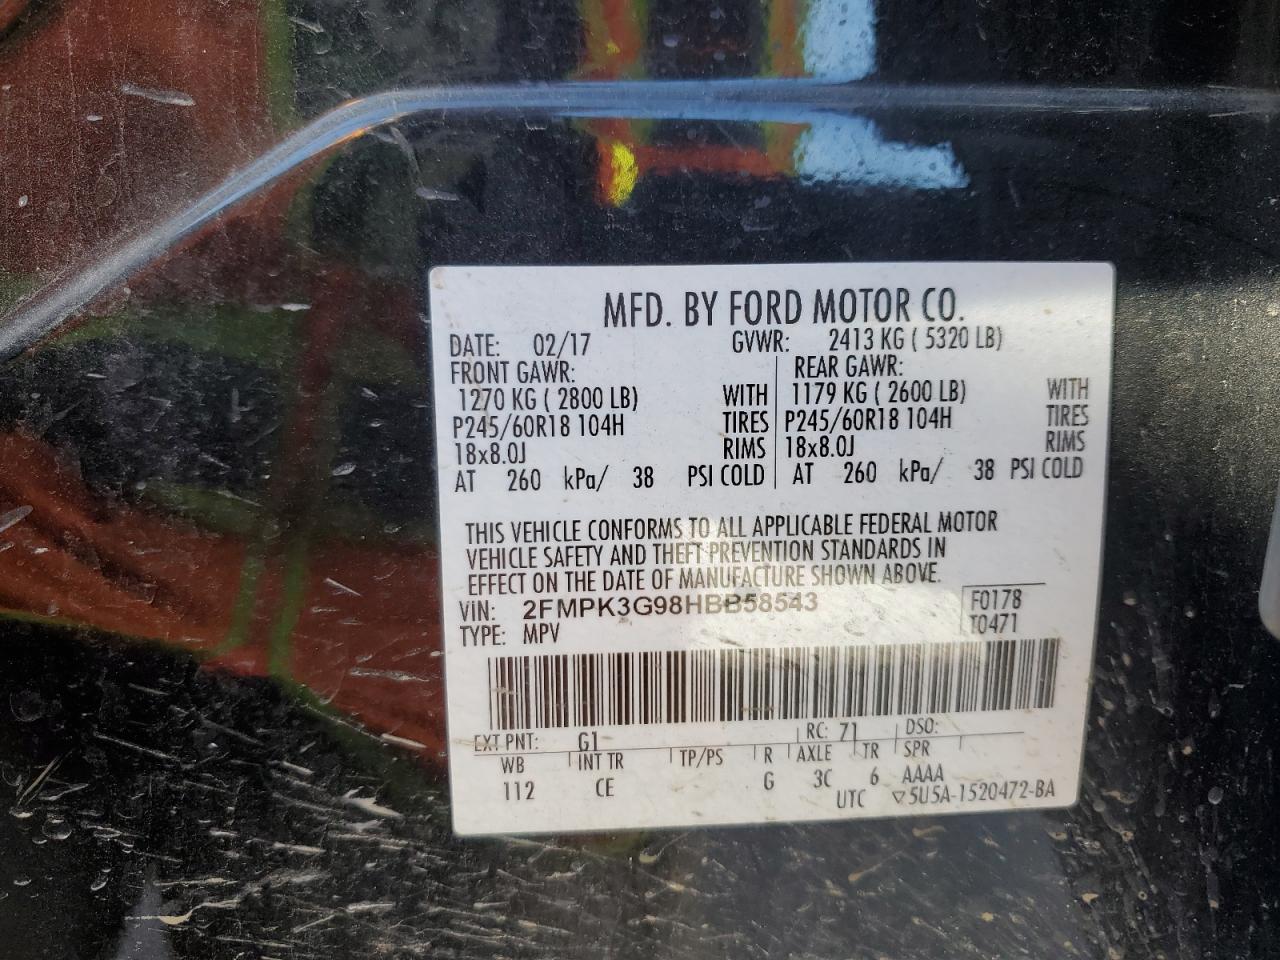 MFD. BY FORD MOTOR CO.
DATE: 02/17 GVWR: 2413 KG ( 5320 LB)
FRONT GAWR: REAR GAWR:
1270 KG ( 2800 LB) WITH 1179 KG ( 2600 LB) WITH
P245/60R18 104H TIRES P245/60R18 104H TIRES
18x8.0J RIMS 18x8.0J RIMS
AT 260 kPa/ 38 PSI COLD AT 260 kPa/ 38 PSI COLD
THIS VEHICLE CONFORMS TO ALL APPLICABLE FEDERAL MOTOR
VEHICLE SAFETY AND THEFT PREVENTION STANDARDS IN
EFFECT ON THE DATE OF MANUFACTURE SHOWN ABOVE.
VIN: 2FMPK3G98HBB58543 F0178
TYPE: MPV T0471
EXT PNT: G1 RC: 71 DSO:
WB INT TR TP/PS R AXLE TR SPR
112 CE G 3C 6 AAAA
UTC ▽5U5A-1520472-BA